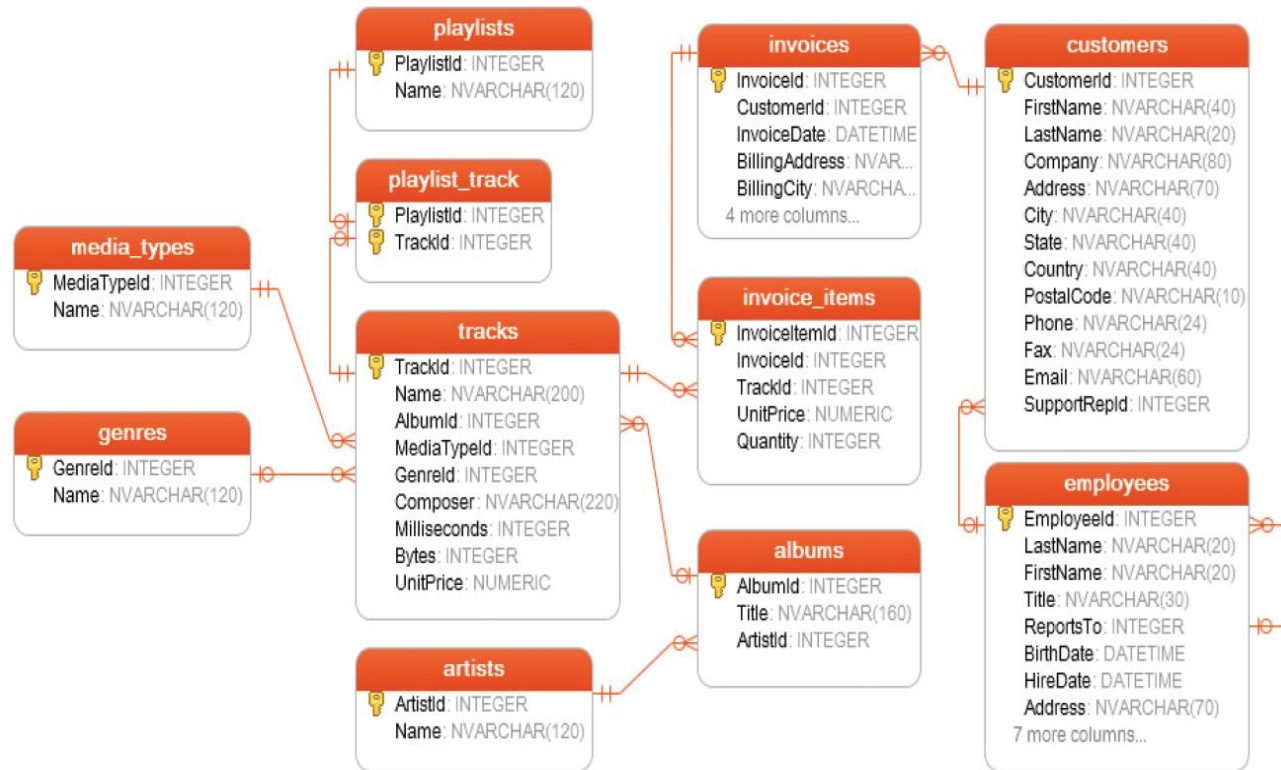 playlists
PlaylistId: INTEGER
Name: NVARCHAR(120)
playlist_track
PlaylistId: INTEGER
TrackId: INTEGER
media_types
MediaTypeId: INTEGER
Name: NVARCHAR(120)
genres
GenreId: INTEGER
Name: NVARCHAR(120)
tracks
TrackId: INTEGER
Name: NVARCHAR(200)
AlbumId: INTEGER
MediaTypeId: INTEGER
GenreId: INTEGER
Composer: NVARCHAR(220)
Milliseconds: INTEGER
Bytes: INTEGER
UnitPrice: NUMERIC
artists
ArtistId: INTEGER
Name: NVARCHAR(120)
invoices
InvoiceId: INTEGER
CustomerId: INTEGER
InvoiceDate: DATETIME
BillingAddress: NVAR...
BillingCity: NVARCHA...
4 more columns...
invoice_items
InvoiceItemId: INTEGER
InvoiceId: INTEGER
TrackId: INTEGER
UnitPrice: NUMERIC
Quantity: INTEGER
albums
AlbumId: INTEGER
Title: NVARCHAR(160)
ArtistId: INTEGER
customers
CustomerId: INTEGER
FirstName: NVARCHAR(40)
LastName: NVARCHAR(20)
Company: NVARCHAR(80)
Address: NVARCHAR(70)
City: NVARCHAR(40)
State: NVARCHAR(40)
Country: NVARCHAR(40)
PostalCode: NVARCHAR(10)
Phone: NVARCHAR(24)
Fax: NVARCHAR(24)
Email: NVARCHAR(60)
SupportRepId: INTEGER
employees
EmployeeId: INTEGER
LastName: NVARCHAR(20)
FirstName: NVARCHAR(20)
Title: NVARCHAR(30)
ReportsTo: INTEGER
BirthDate: DATETIME
HireDate: DATETIME
Address: NVARCHAR(70)
7 more columns...